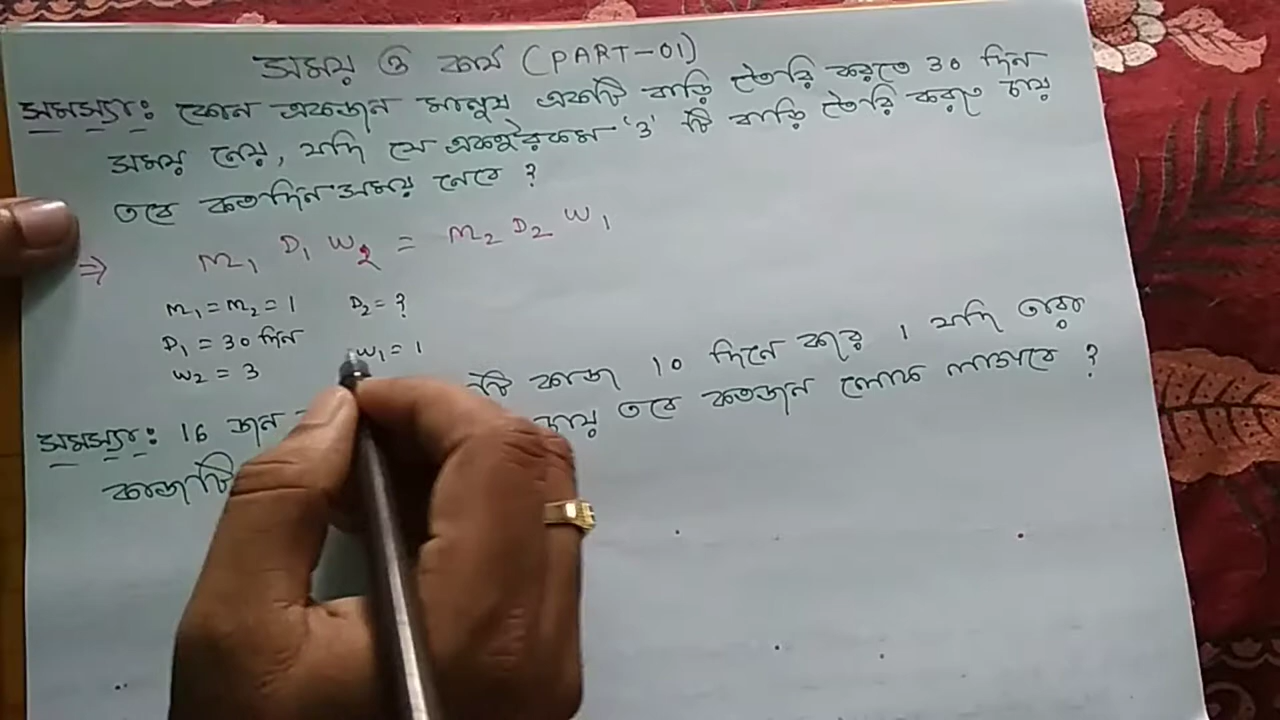 সময় ও কার্য (PART-01)
সমস্যা: কোন একজন মানুষ একটি বাড়ি তৈরি করতে 30 দিন
সময় নেয়, যদি সে একইরকম '3' টি বাড়ি তৈরি করতে চায়
তবে কতদিন সময় নেবে ?
⇒ M₁ D₁ W₂ = M₂ D₂ W₁
M₁ = M₂ = 1 D₂ = ?
D₁ = 30 দিন W₁ = 1
W₂ = 3
সমস্যা: 16 জন টি কাজ 10 দিনে করে । যদি তারা
কাজটি চায় তবে কতজন লোক লাগবে ?